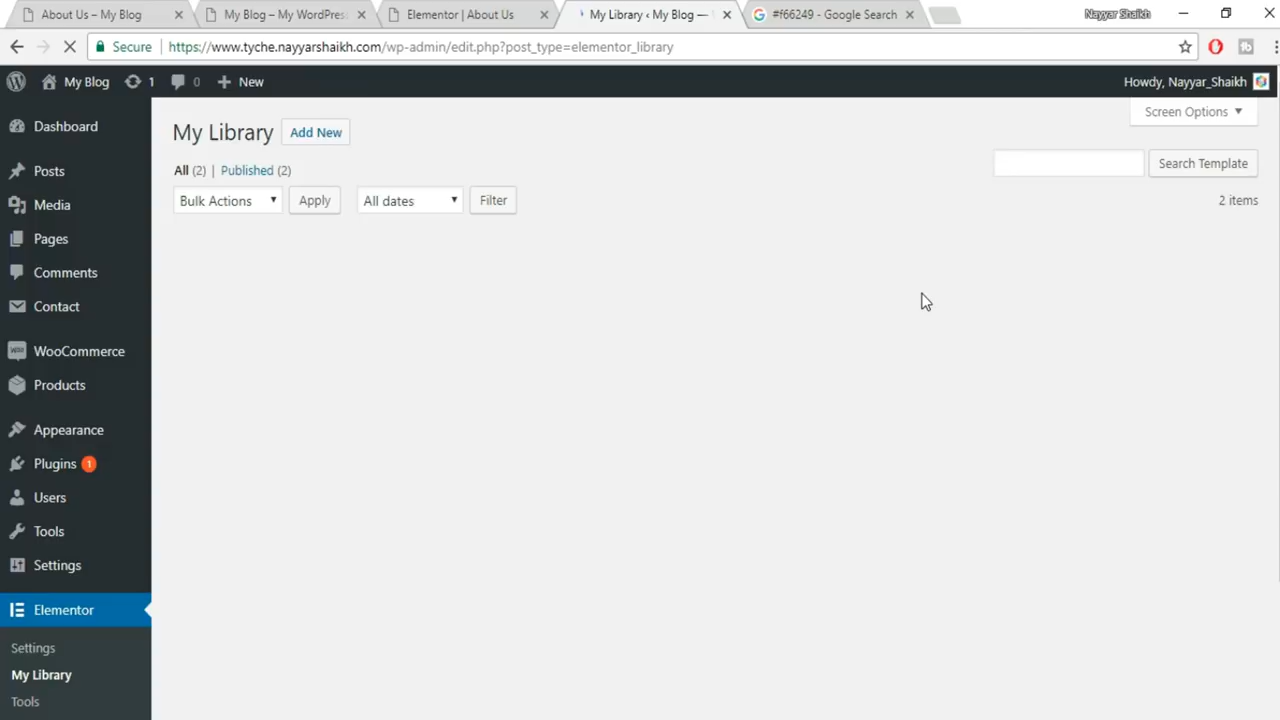 About Us – My Blog
My Blog – My WordPress
Elementor | About Us
My Library ‹ My Blog —
#f66249 - Google Search
Nayyar Shaikh
Secure
https://www.tyche.nayyarshaikh.com/wp-admin/edit.php?post_type=elementor_library
My Blog
1
0
New
Howdy, Nayyar_Shaikh
Screen Options
My Library
Add New
All (2) | Published (2)
Search Template
Bulk Actions
Apply
All dates
Filter
2 items
Dashboard
Posts
Media
Pages
Comments
Contact
WooCommerce
Products
Appearance
Plugins 1
Users
Tools
Settings
Elementor
Settings
My Library
Tools